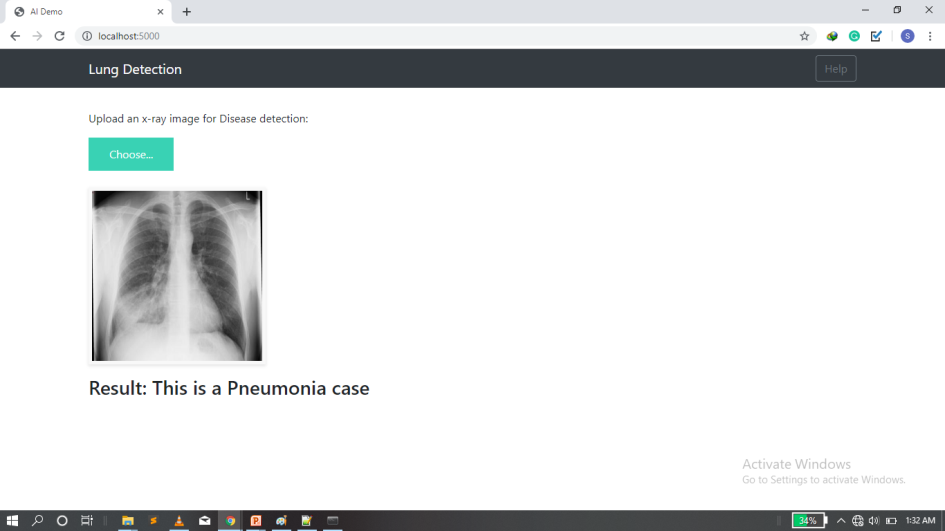 AI Demo
localhost:5000
S
Lung Detection
Help
Upload an x-ray image for Disease detection:
Choose...
L
Result: This is a Pneumonia case
Activate Windows
Go to Settings to activate Windows.
34%
1:32 AM